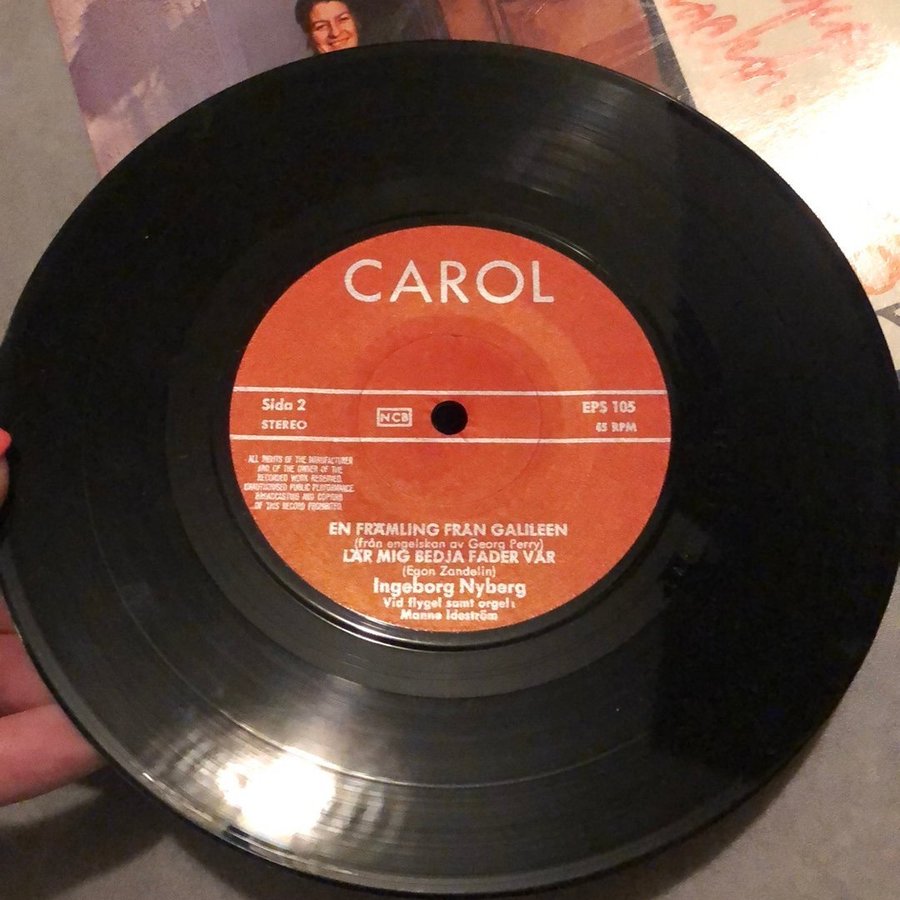 CAROL
Sida 2
STEREO
NCB
EPS 105
45 RPM
ALL RIGHTS OF THE MANUFACTURER
AND OF THE OWNER OF THE
RECORDED WORK RESERVED.
UNAUTHORISED PUBLIC PERFORMANCE,
BROADCASTING AND COPYING
OF THIS RECORD PROHIBITED.
EN FRÄMLING FRÅN GALILEEN
(från engelskan av Georg Perry)
LÄR MIG BEDJA FADER VÅR
(Egon Zandelin)
Ingeborg Nyberg
Vid flygel samt orgel:
Manne Ideström